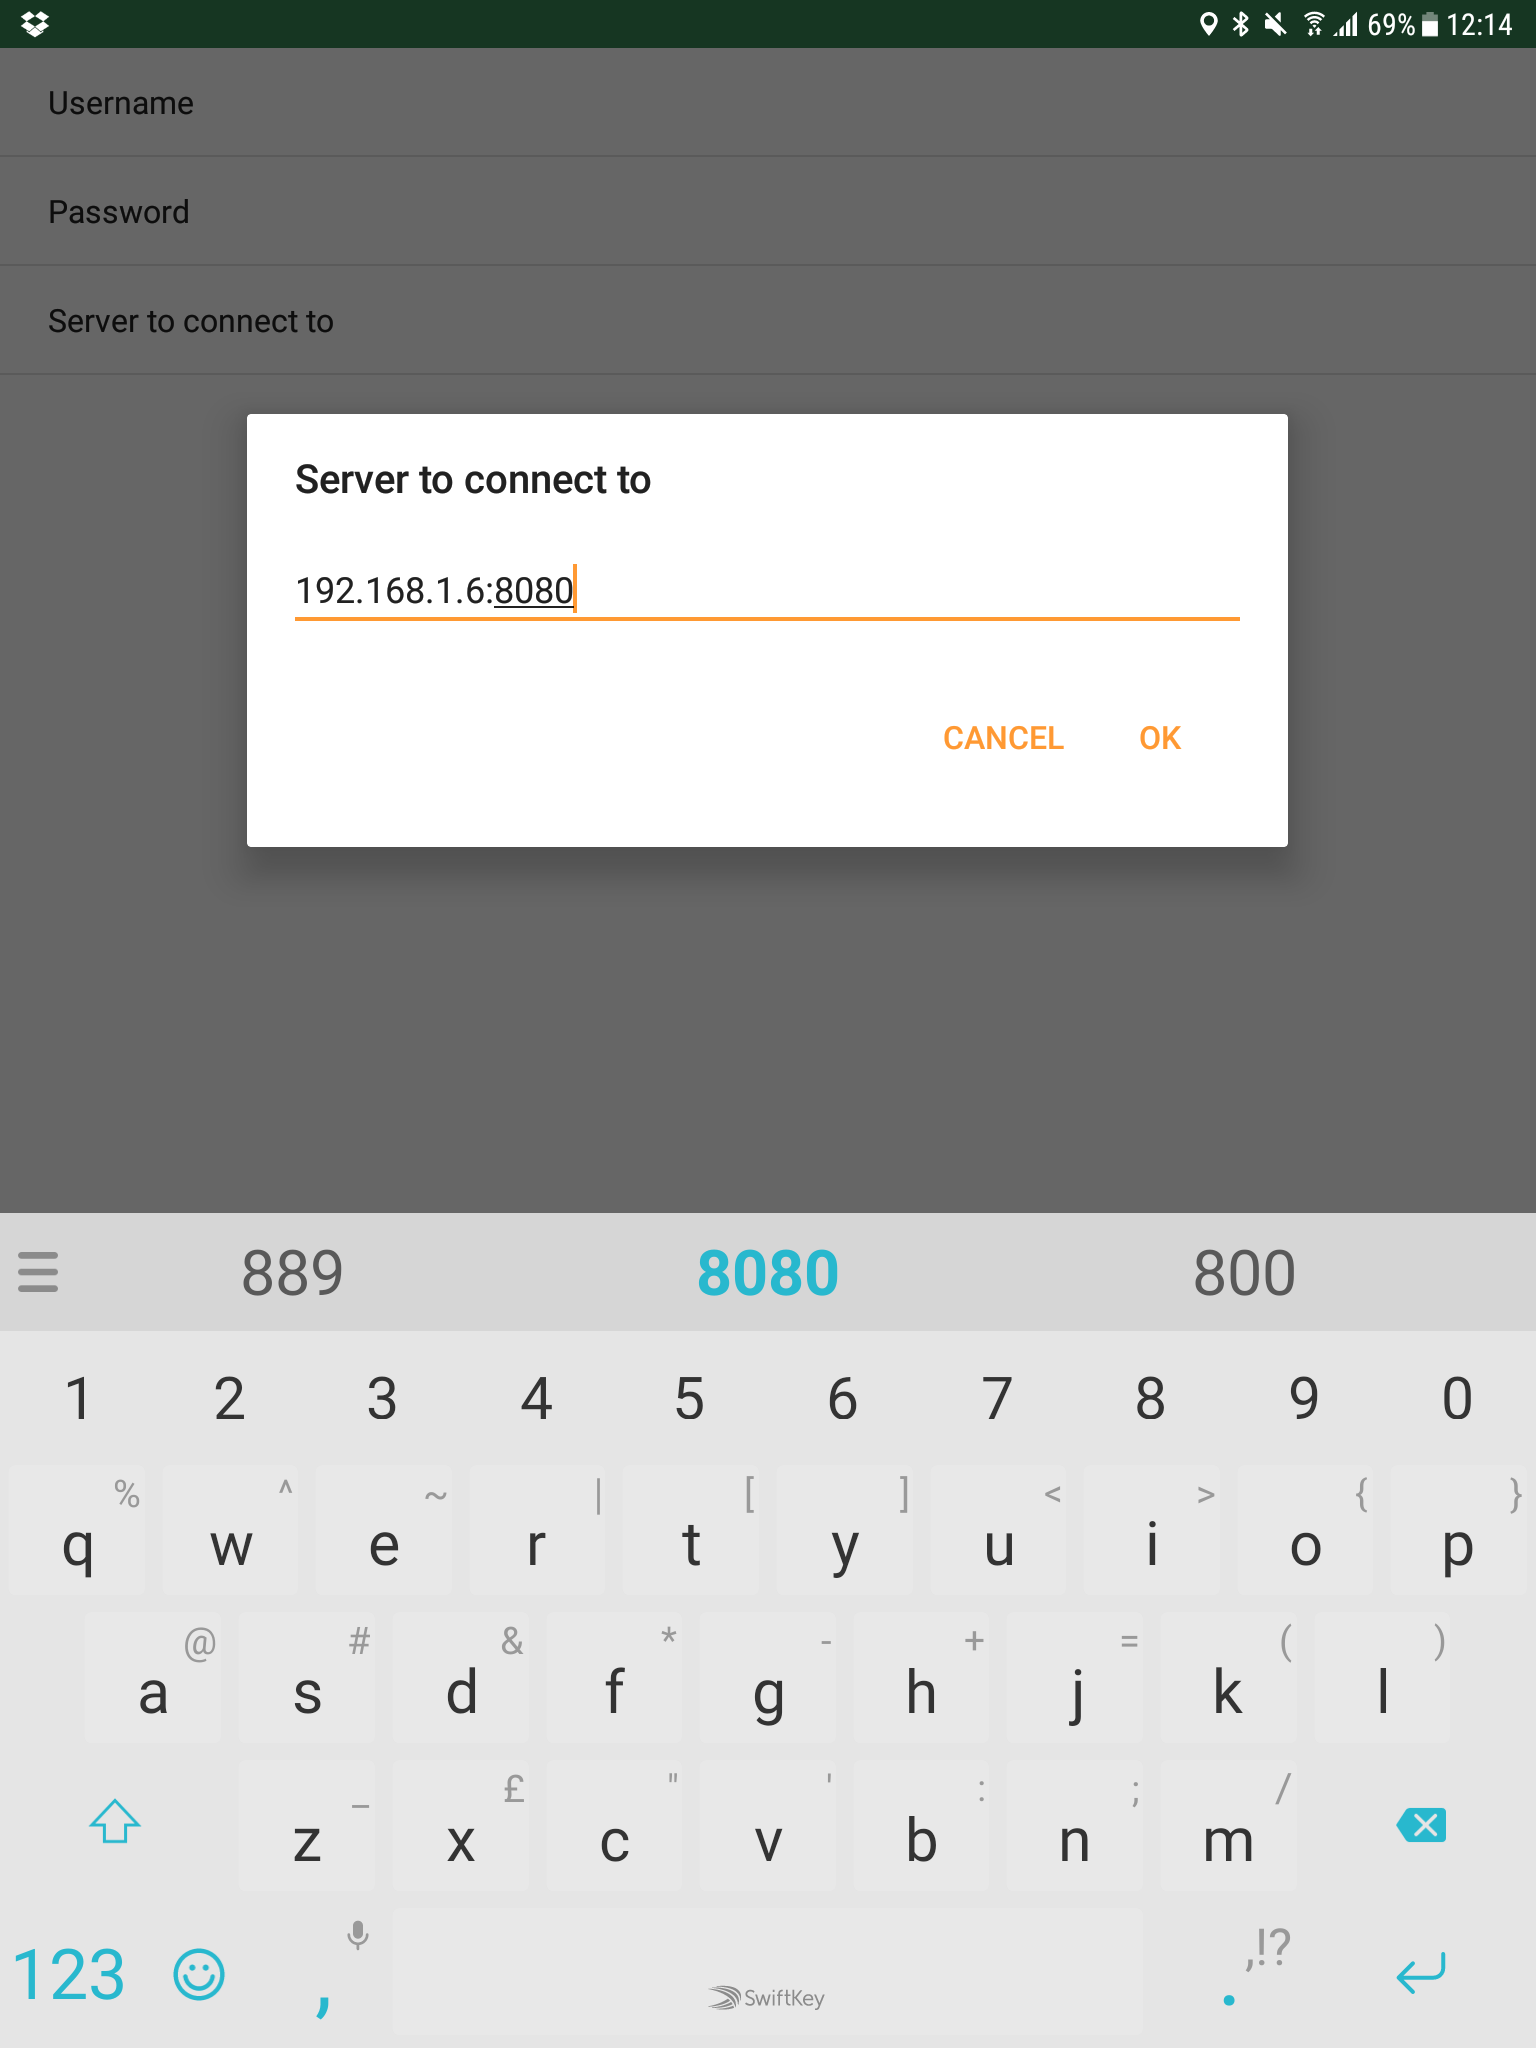 69% 12:14
Username
Password
Server to connect to
Server to connect to
192.168.1.6:8080
CANCEL OK
889 8080 800
1 2 3 4 5 6 7 8 9 0
% ^ ~ | [ ] < > { }
q w e r t y u i o p
@ # & * - + = ( )
a s d f g h j k l
_ £ " ' : ; /
z x c v b n m
,!?
123 , SwiftKey .